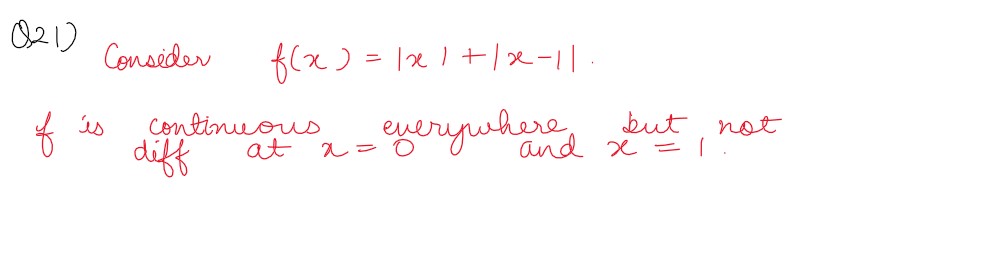 Q21)
Consider f(x) = |x| + |x-1|.
f is continuous everywhere but not
diff at x = 0 and x = 1.